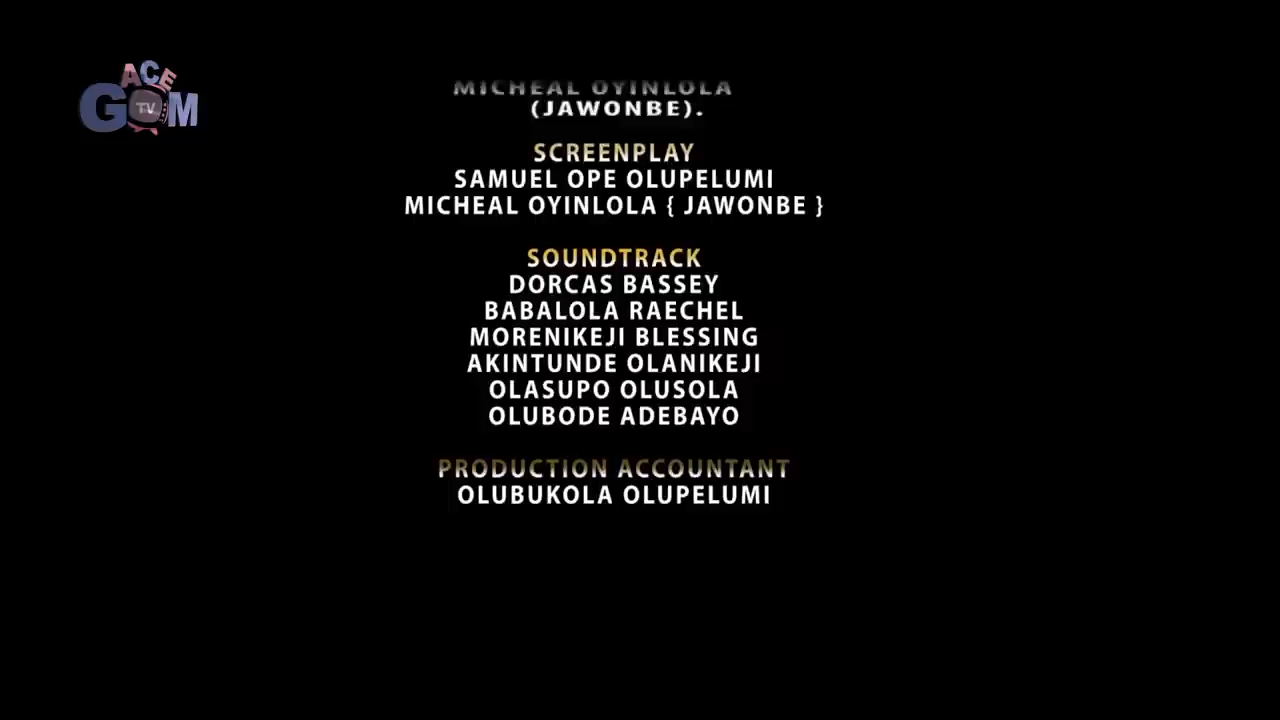 ACE
GOM
TV
MICHEAL OYINLOLA
(JAWONBE).
SCREENPLAY
SAMUEL OPE OLUPELUMI
MICHEAL OYINLOLA { JAWONBE }
SOUNDTRACK
DORCAS BASSEY
BABALOLA RAECHEL
MORENIKEJI BLESSING
AKINTUNDE OLANIKEJI
OLASUPO OLUSOLA
OLUBODE ADEBAYO
PRODUCTION ACCOUNTANT
OLUBUKOLA OLUPELUMI